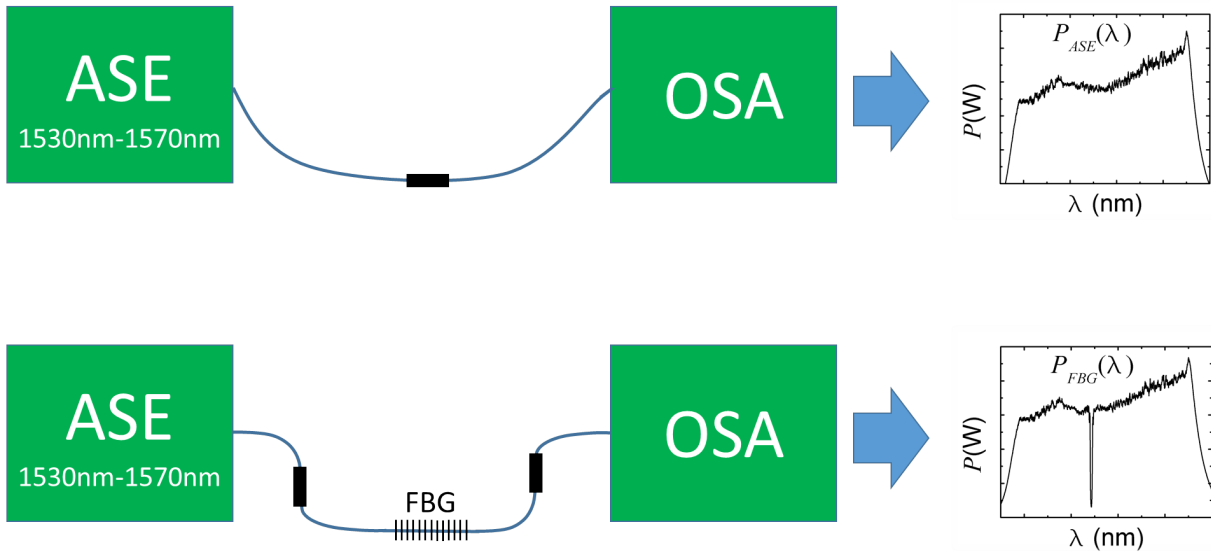 ASE
1530nm-1570nm
OSA
P_ASE(λ)
P(W)
λ (nm)
ASE
1530nm-1570nm
FBG
OSA
P_FBG(λ)
P(W)
λ (nm)